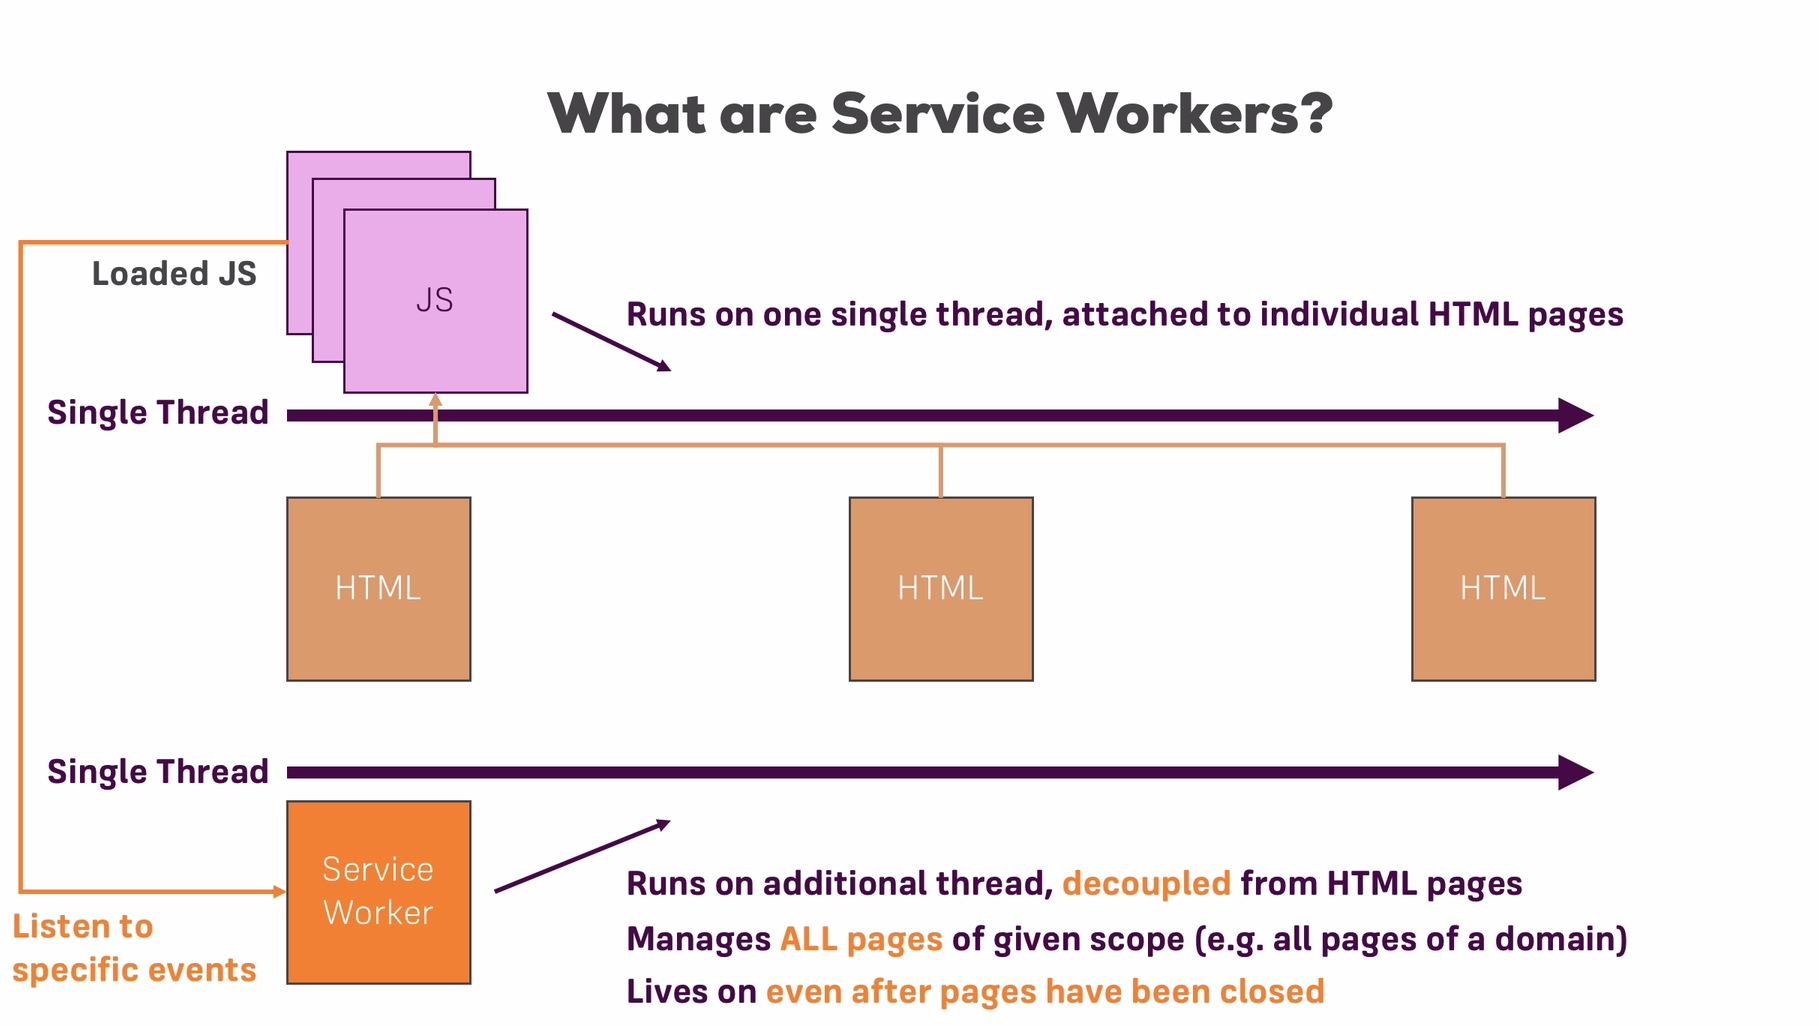 What are Service Workers?
Loaded JS
JS
Runs on one single thread, attached to individual HTML pages
Single Thread
HTML
HTML
HTML
Single Thread
Service
Worker
Listen to
specific events
Runs on additional thread, decoupled from HTML pages
Manages ALL pages of given scope (e.g. all pages of a domain)
Lives on even after pages have been closed